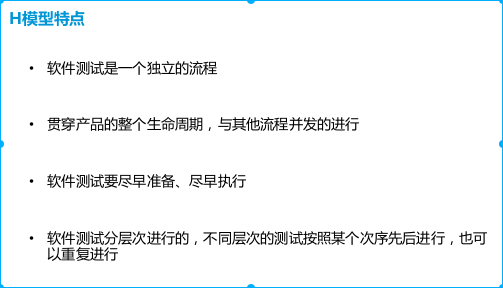 H模型特点
• 软件测试是一个独立的流程
• 贯穿产品的整个生命周期，与其他流程并发的进行
• 软件测试要尽早准备、尽早执行
• 软件测试分层次进行的，不同层次的测试按照某个次序先后进行，也可
以重复进行